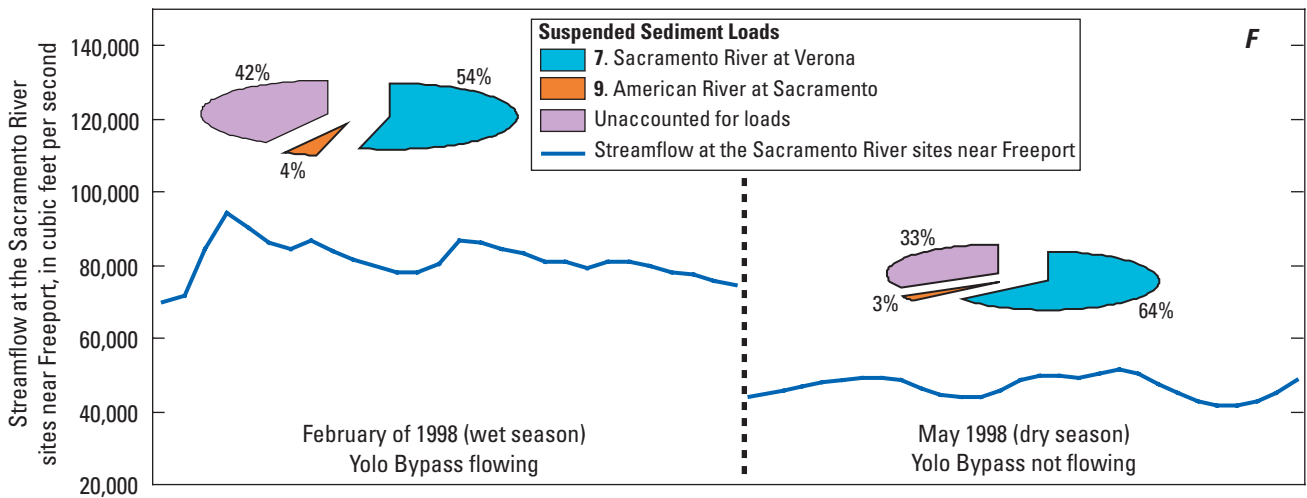 Streamflow at the Sacramento River
sites near Freeport, in cubic feet per second
140,000
120,000
100,000
80,000
60,000
40,000
20,000
42%
54%
4%
Suspended Sediment Loads
7. Sacramento River at Verona
9. American River at Sacramento
Unaccounted for loads
Streamflow at the Sacramento River sites near Freeport
F
33%
3%
64%
February of 1998 (wet season)
Yolo Bypass flowing
May 1998 (dry season)
Yolo Bypass not flowing